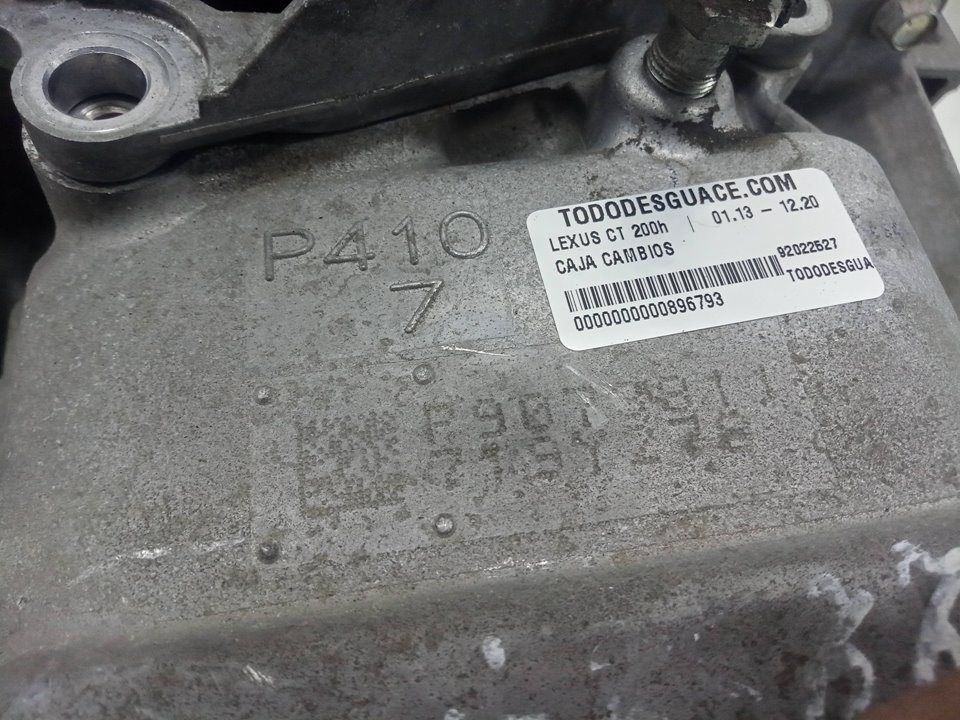 P410
7
TODODESGUACE.COM
LEXUS CT 200h | 01.13 - 12.20
CAJA CAMBIOS
92022527
TODODESGUA
0000000000896793